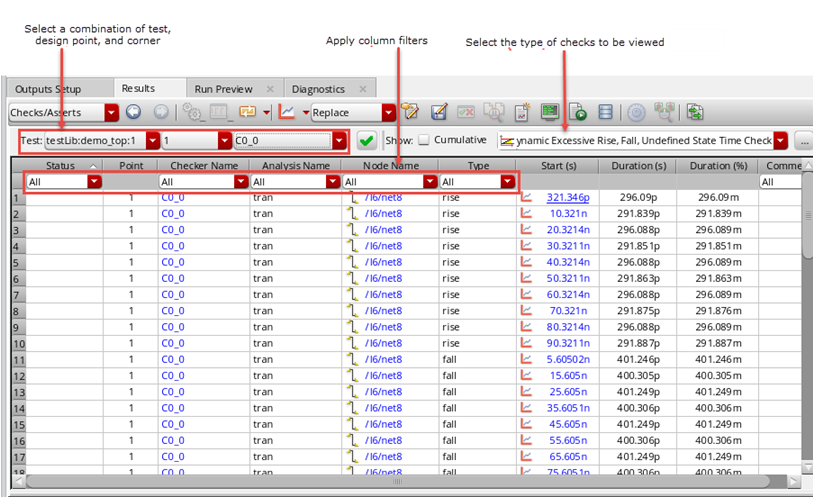 Select a combination of test,
design point, and corner
Apply column filters
Select the type of checks to be viewed
Outputs Setup Results Run Preview Diagnostics
Checks/Asserts Replace
Test: testLib:demo_top:1 1 C0_0 Show: Cumulative ynamic Excessive Rise, Fall, Undefined State Time Check ...
Status Point Checker Name Analysis Name Node Name Type Start (s) Duration (s) Duration (%) Comme
All All All All All All
1 1 C0_0 tran /I6/net8 rise 321.346p 296.09p 296.09m
2 1 C0_0 tran /I6/net8 rise 10.321n 291.839p 291.839m
3 1 C0_0 tran /I6/net8 rise 20.3214n 296.088p 296.089m
4 1 C0_0 tran /I6/net8 rise 30.3211n 291.851p 291.851m
5 1 C0_0 tran /I6/net8 rise 40.3214n 296.088p 296.089m
6 1 C0_0 tran /I6/net8 rise 50.3211n 291.863p 291.863m
7 1 C0_0 tran /I6/net8 rise 60.3214n 296.088p 296.089m
8 1 C0_0 tran /I6/net8 rise 70.321n 291.875p 291.876m
9 1 C0_0 tran /I6/net8 rise 80.3214n 296.088p 296.089m
10 1 C0_0 tran /I6/net8 rise 90.3211n 291.887p 291.887m
11 1 C0_0 tran /I6/net8 fall 5.60502n 401.246p 401.246m
12 1 C0_0 tran /I6/net8 fall 15.605n 400.305p 400.305m
13 1 C0_0 tran /I6/net8 fall 25.605n 401.249p 401.249m
14 1 C0_0 tran /I6/net8 fall 35.6051n 400.306p 400.306m
15 1 C0_0 tran /I6/net8 fall 45.605n 401.249p 401.249m
16 1 C0_0 tran /I6/net8 fall 55.605n 400.306p 400.306m
17 1 C0_0 tran /I6/net8 fall 65.605n 401.249p 401.249m
18 1 C0_0 tran /I6/net8 fall 75.6051n 400.306p 400.306m